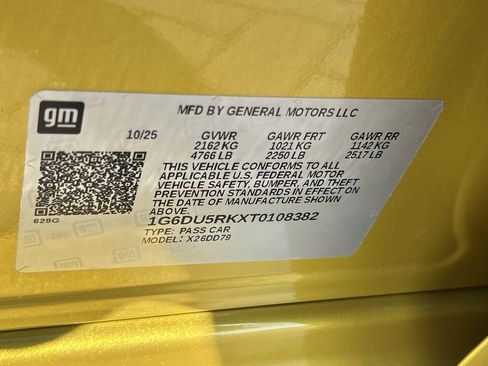 gm
MFD BY GENERAL MOTORS LLC
10/25 GVWR GAWR FRT GAWR RR
2162 KG 1021 KG 1142 KG
4766 LB 2250 LB 2517 LB
THIS VEHICLE CONFORMS TO ALL
APPLICABLE U.S. FEDERAL MOTOR
VEHICLE SAFETY, BUMPER, AND THEFT
PREVENTION STANDARDS IN EFFECT ON
THE DATE OF MANUFACTURE SHOWN
ABOVE.
628G
1G6DU5RKXT0108382
TYPE: PASS CAR
MODEL: X26DD79